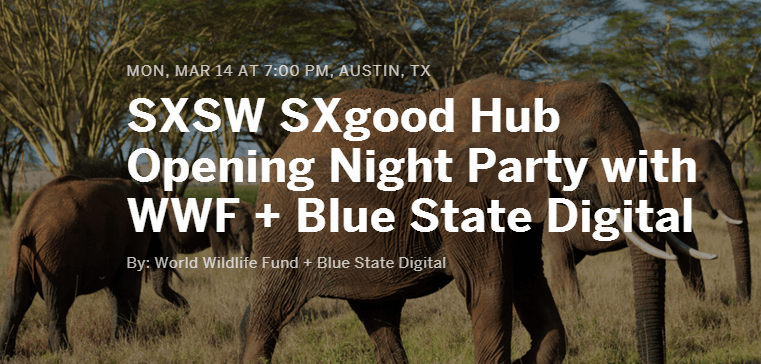 MON, MAR 14 AT 7:00 PM, AUSTIN, TX
SXSW SXgood Hub
Opening Night Party with
WWF + Blue State Digital
By: World Wildlife Fund + Blue State Digital